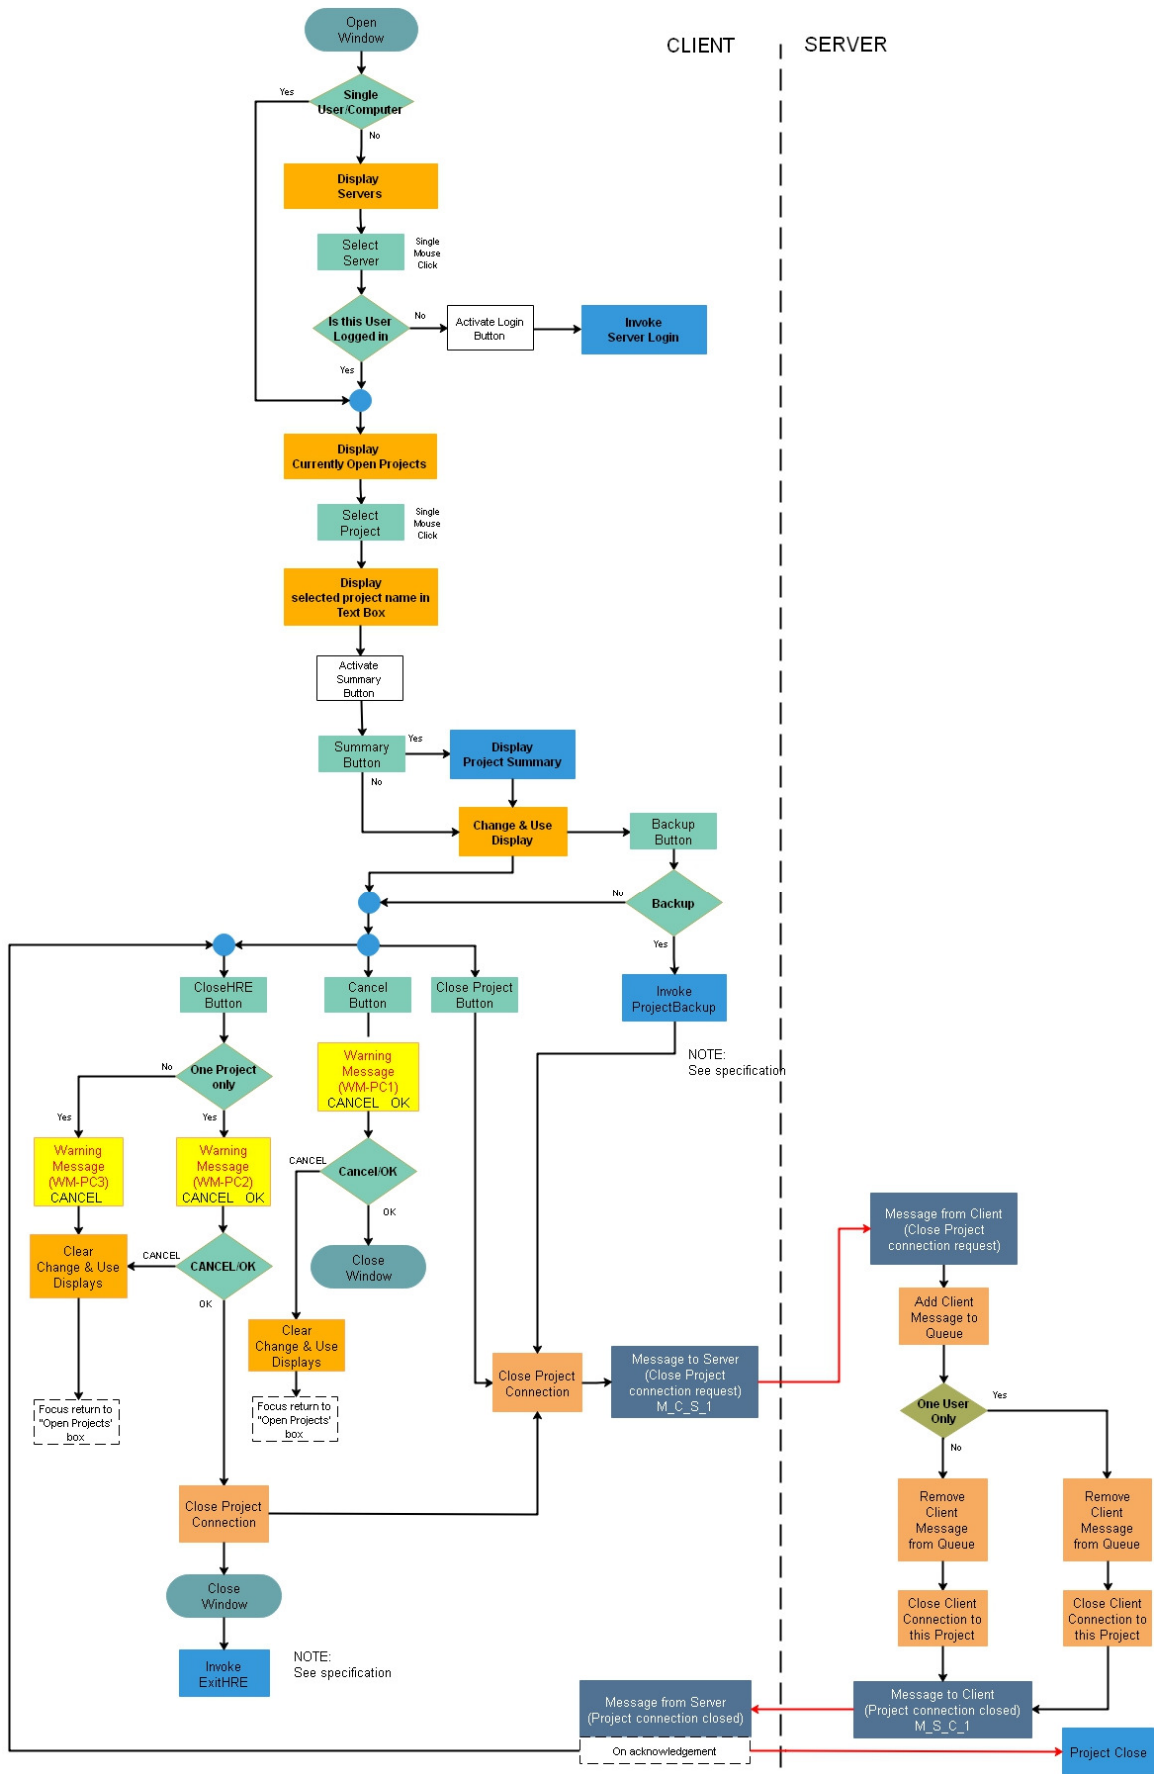 Open
Window
CLIENT
SERVER
Yes
Single
User/Computer
No
Display
Servers
Select
Server
Single
Mouse
Click
Is this User
Logged in
No
Activate Login
Button
Invoke
Server Login
Yes
Display
Currently Open Projects
Select
Project
Single
Mouse
Click
Display
selected project name in
Text Box
Activate
Summary
Button
Summary
Button
Yes
No
Display
Project Summary
Change & Use
Display
Backup
Button
No
Backup
Yes
CloseHRE
Button
Cancel
Button
Close Project
Button
Invoke
ProjectBackup
NOTE:
See specification
No
One Project
only
Warning
Message
(WM-PC1)
CANCEL OK
Yes
Yes
Warning
Message
(WM-PC3)
CANCEL
Warning
Message
(WM-PC2)
CANCEL OK
CANCEL
Cancel/OK
OK
Clear
Change & Use
Displays
CANCEL
CANCEL/OK
OK
Close
Window
Message from Client
(Close Project
connection request)
Add Client
Message to
Queue
Clear
Change & Use
Displays
Close Project
Connection
Message to Server
(Close Project
connection request)
M_C_S_1
Focus return to
"Open Projects'
box
Focus return to
"Open Projects'
box
One User
Only
Yes
No
Close Project
Connection
Remove
Client
Message
from Queue
Remove
Client
Message
from Queue
Close
Window
Close Client
Connection to
this Project
Close Client
Connection to
this Project
Invoke
ExitHRE
NOTE:
See specification
Message from Server
(Project connection closed)
Message to Client
(Project connection closed)
M_S_C_1
On acknowledgement
Project Close